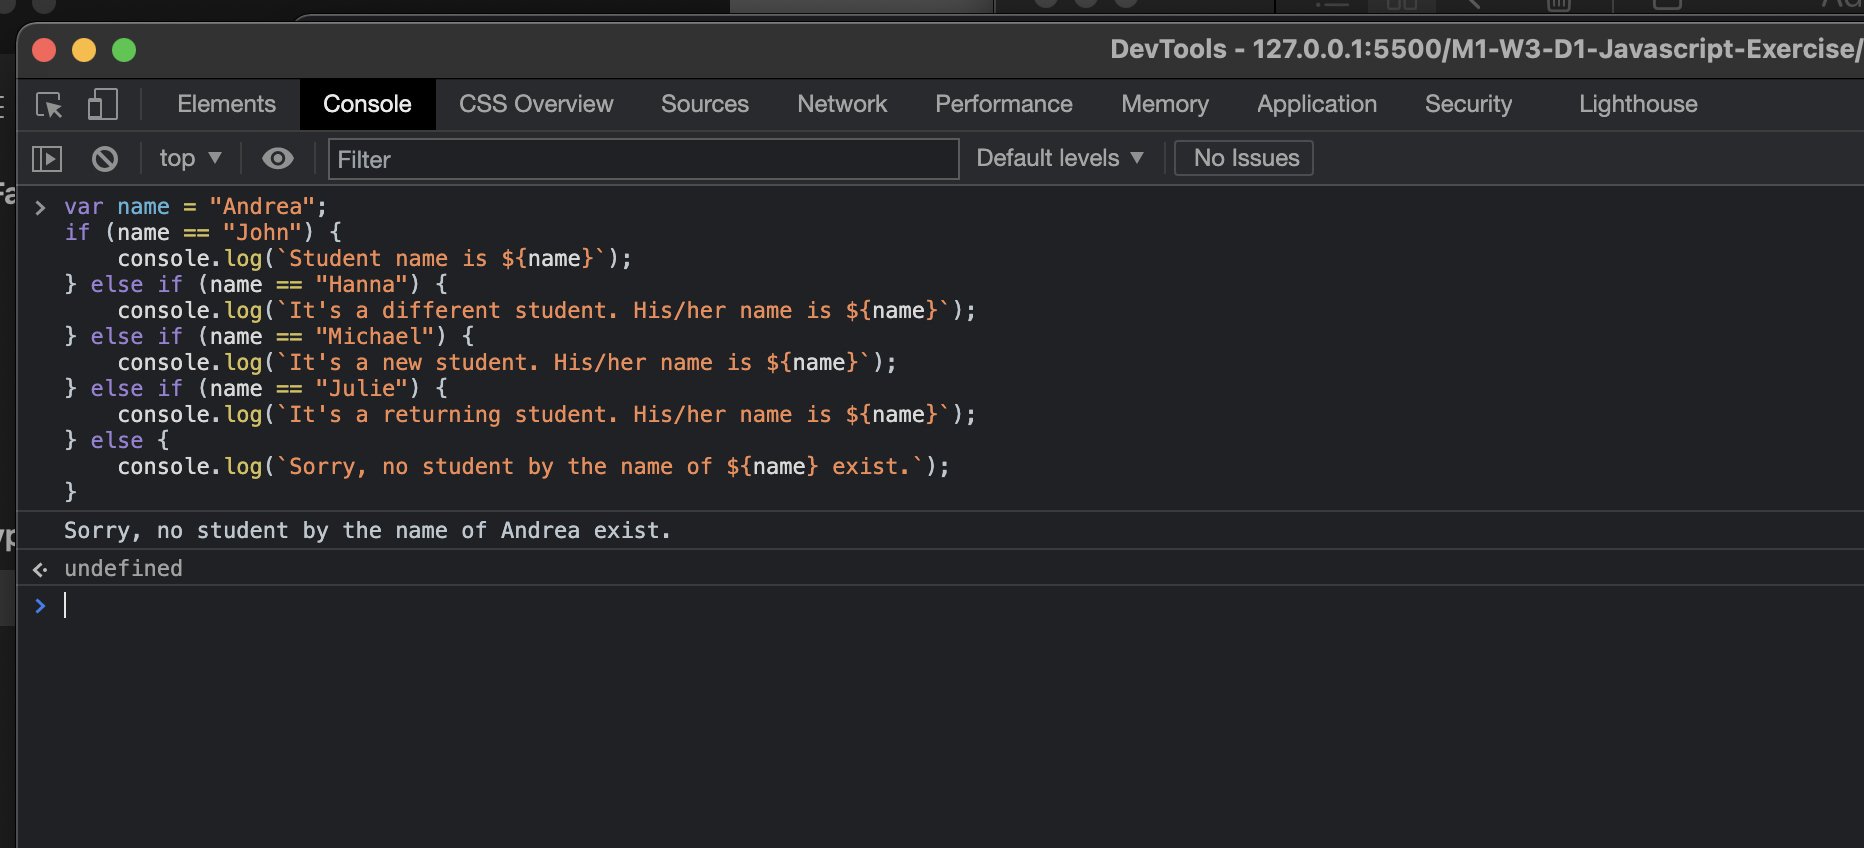 DevTools - 127.0.0.1:5500/M1-W3-D1-Javascript-Exercise/
Elements Console CSS Overview Sources Network Performance Memory Application Security Lighthouse
top Filter Default levels No Issues
var name = "Andrea";
if (name == "John") {
    console.log(`Student name is ${name}`);
} else if (name == "Hanna") {
    console.log(`It's a different student. His/her name is ${name}`);
} else if (name == "Michael") {
    console.log(`It's a new student. His/her name is ${name}`);
} else if (name == "Julie") {
    console.log(`It's a returning student. His/her name is ${name}`);
} else {
    console.log(`Sorry, no student by the name of ${name} exist.`);
}
Sorry, no student by the name of Andrea exist.
undefined